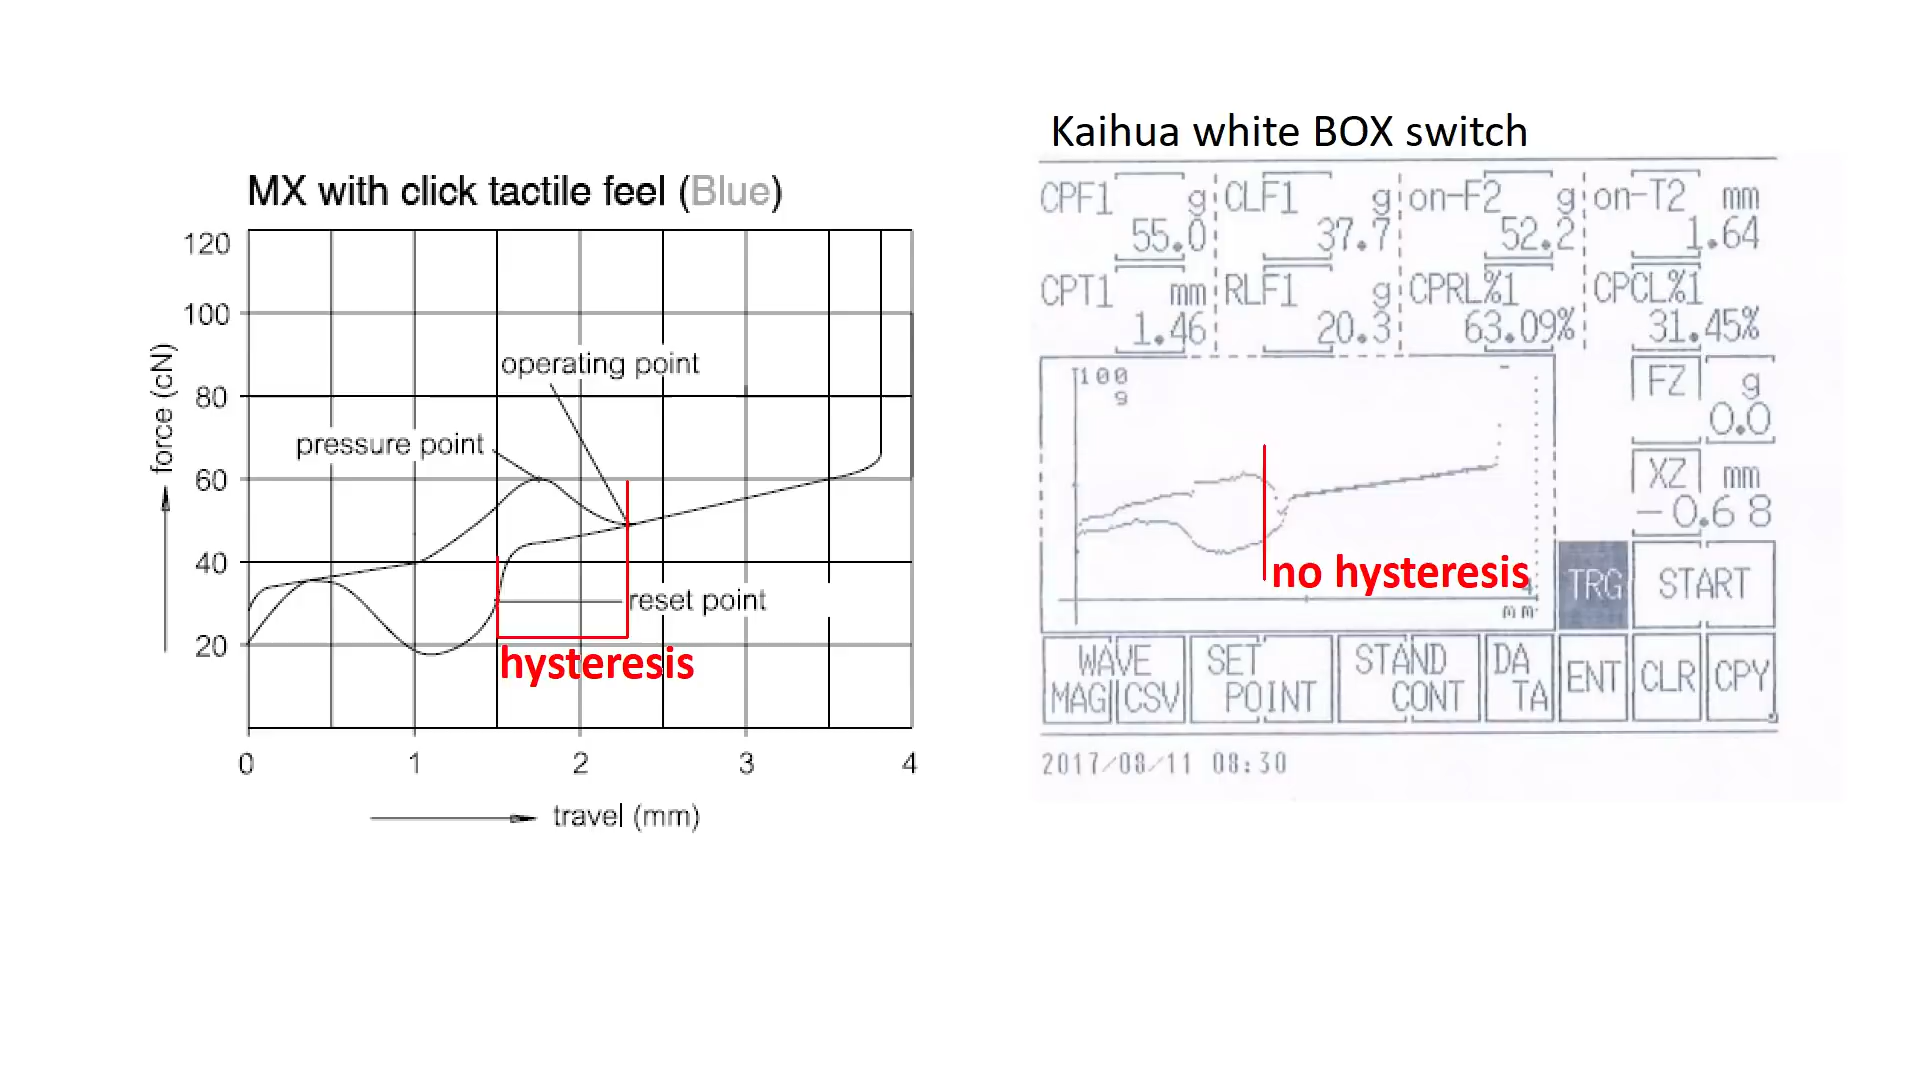 MX with click tactile feel (Blue)
120
100
80
60
40
20
force (cN)
operating point
pressure point
reset point
hysteresis
0 1 2 3 4
travel (mm)
Kaihua white BOX switch
CPF1 g CLF1 g on-F2 g on-T2 mm
55.0 37.7 52.2 1.64
CPT1 mm RLF1 g CPRL%1 CPCL%1
1.46 20.3 63.09% 31.45%
100
g
FZ g
0.0
XZ mm
-0.68
no hysteresis
4
mm
TRG START
WAVE SET STAND DA ENT CLR CPY
MAG CSV POINT CONT TA
2017/08/11 08:30